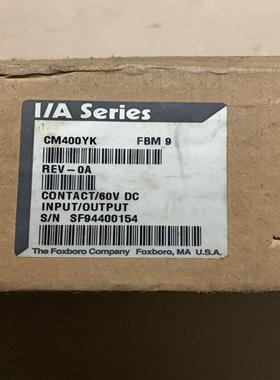 I/A Series
CM400YK FBM 9
REV-0A
CONTACT/60V DC
INPUT/OUTPUT
S/N SF94400154
The Foxboro Company Foxboro, MA U.S.A.